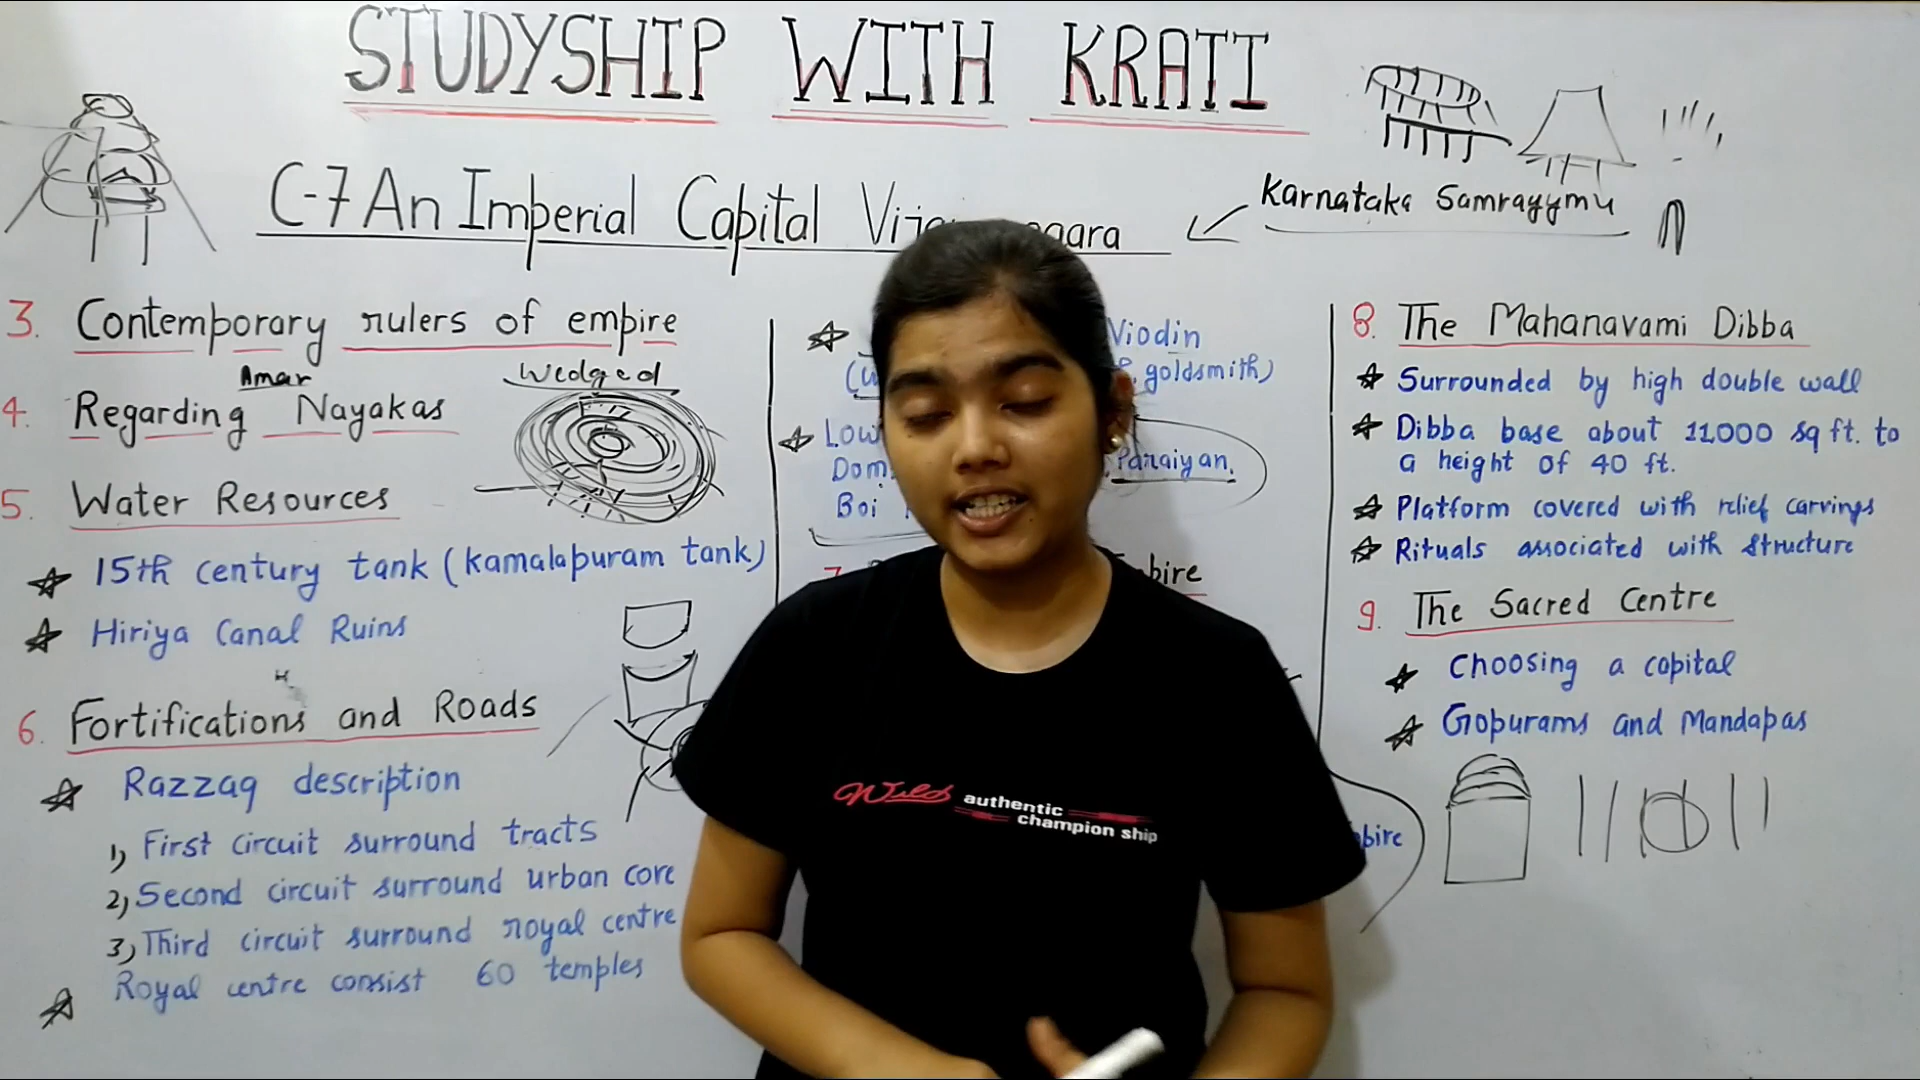 STUDYSHIP WITH KRATI
C-7 An Imperial Capital
Karnataka Samrayymu
3. Contemporary rulers of empire
Amar
4. Regarding Nayakas
Wedged
5. Water Resources
15th century tank (kamalapuram tank)
Hiriya Canal Ruins
6. Fortifications and Roads
Razzaq description
1) First circuit surround tracts
2) Second circuit surround urban core
3) Third circuit surround royal centre
Royal centre consist 60 temples
Viodin
goldsmith)
Low
Paraiyan.
Boi
7.
8. The Mahanavami Dibba
Surrounded by high double wall
Dibba base about 11000 sq ft. to
a height of 40 ft.
Platform covered with relief carvings
Rituals associated with structure
9. The Sacred Centre
Choosing a capital
Gopurams and Mandapas
Wild authentic
champion ship